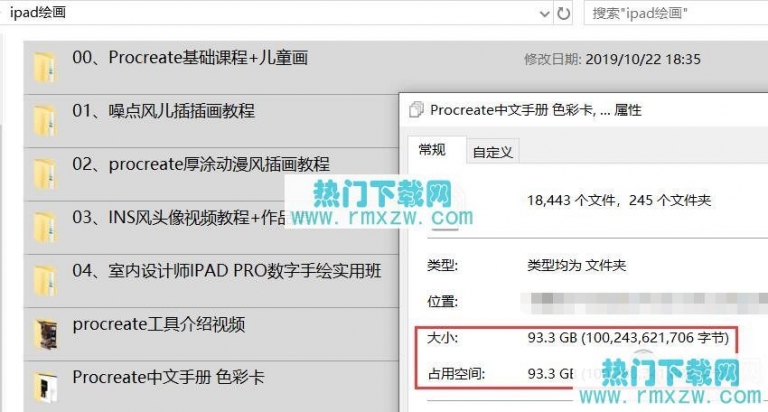 ipad绘画
搜索"ipad绘画"
00、Procreate基础课程+儿童画
修改日期: 2019/10/22 18:35
01、噪点风儿插插画教程
02、procreate厚涂动漫风插画教程
03、INS风头像视频教程+作品
04、室内设计师IPAD PRO数字手绘实用班
procreate工具介绍视频
Procreate中文手册 色彩卡
Procreate中文手册 色彩卡, ... 属性
常规
自定义
18,443 个文件，245 个文件夹
类型:
类型均为 文件夹
位置:
大小:
93.3 GB (100,243,621,706 字节)
占用空间:
93.3 GB
热门下载网
www.rmxzw.com
热门下载网
www.rmxzw.com